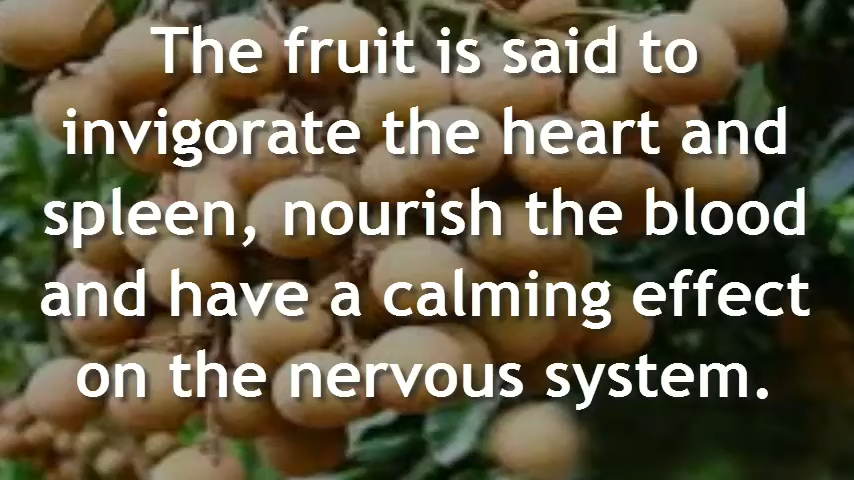 The fruit is said to
invigorate the heart and
spleen, nourish the blood
and have a calming effect
on the nervous system.